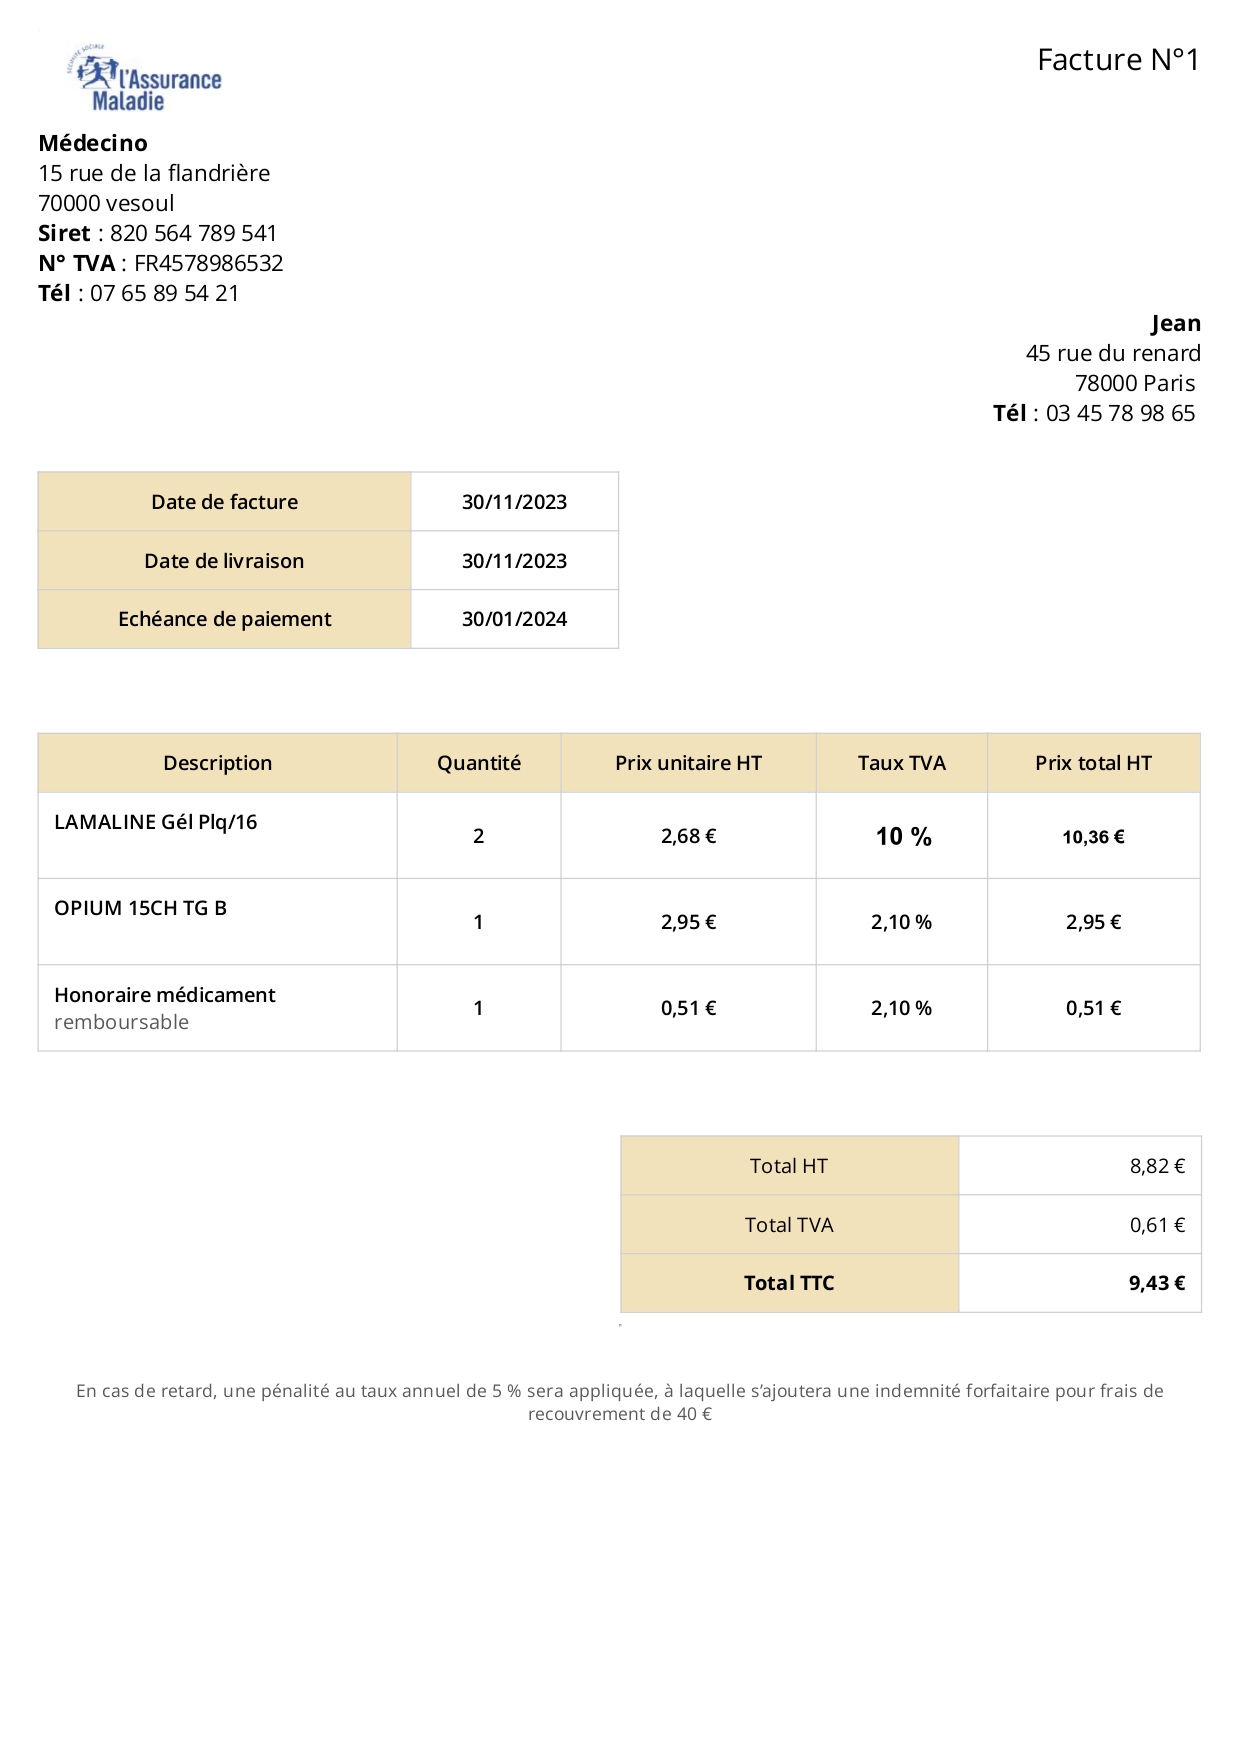 SÉCURITÉ SOCIALE
l'Assurance
Maladie
Facture N°1
Médecino
15 rue de la flandrière
70000 vesoul
Siret : 820 564 789 541
N° TVA : FR4578986532
Tél : 07 65 89 54 21
Jean
45 rue du renard
78000 Paris
Tél : 03 45 78 98 65
Date de facture 30/11/2023
Date de livraison 30/11/2023
Echéance de paiement 30/01/2024
Description Quantité Prix unitaire HT Taux TVA Prix total HT
LAMALINE Gél Plq/16 2 2,68 € 10 % 10,36 €
OPIUM 15CH TG B 1 2,95 € 2,10 % 2,95 €
Honoraire médicament 1 0,51 € 2,10 % 0,51 €
remboursable
Total HT 8,82 €
Total TVA 0,61 €
Total TTC 9,43 €
En cas de retard, une pénalité au taux annuel de 5 % sera appliquée, à laquelle s’ajoutera une indemnité forfaitaire pour frais de
recouvrement de 40 €